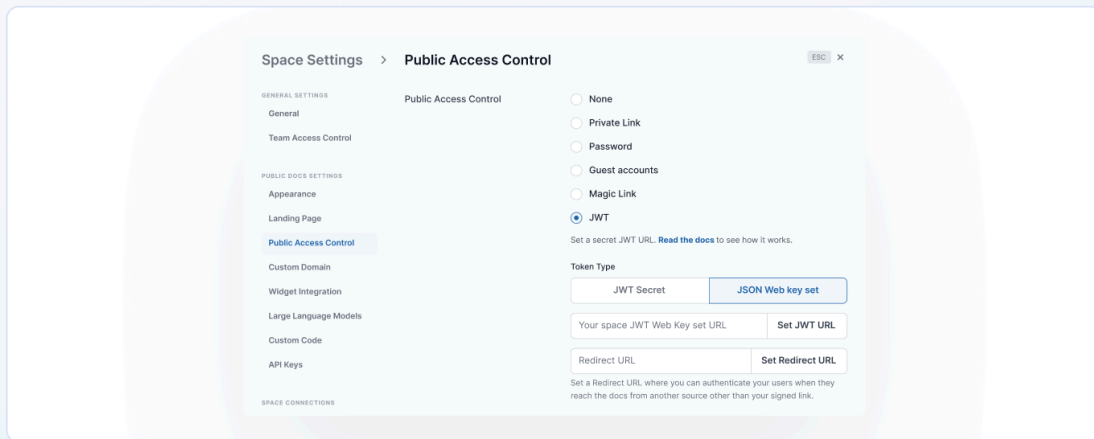 Space Settings > Public Access Control
ESC ×
GENERAL SETTINGS
General
Team Access Control
PUBLIC DOCS SETTINGS
Appearance
Landing Page
Public Access Control
Custom Domain
Widget Integration
Large Language Models
Custom Code
API Keys
SPACE CONNECTIONS
Public Access Control
None
Private Link
Password
Guest accounts
Magic Link
JWT
Set a secret JWT URL. Read the docs to see how it works.
Token Type
JWT Secret
JSON Web key set
Your space JWT Web Key set URL
Set JWT URL
Redirect URL
Set Redirect URL
Set a Redirect URL where you can authenticate your users when they
reach the docs from another source other than your signed link.